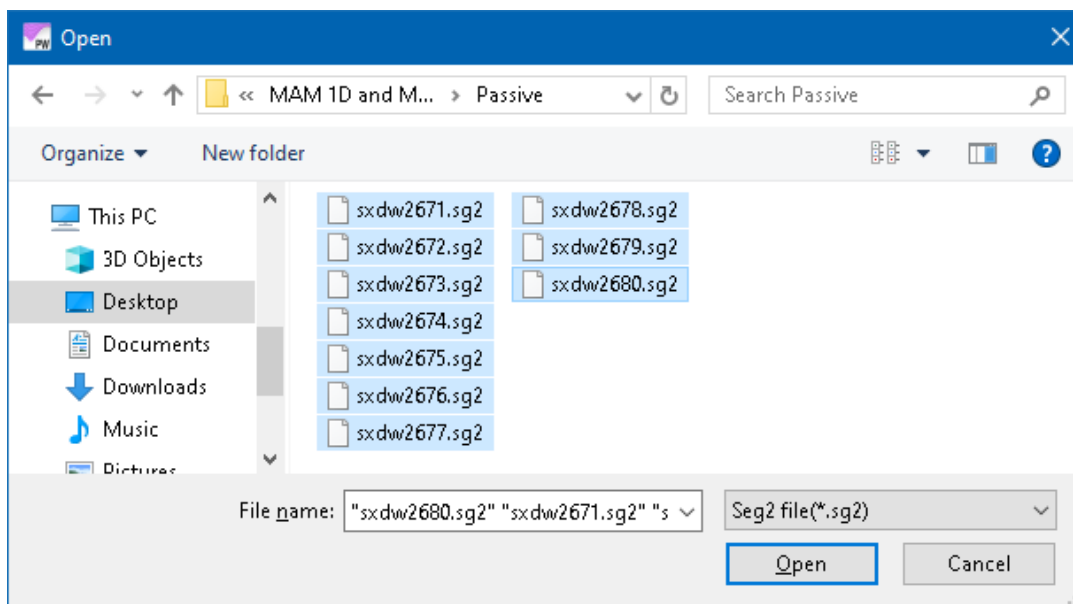 PW Open
« MAM 1D and M... › Passive
Search Passive
Organize
New folder
?
This PC
3D Objects
Desktop
Documents
Downloads
Music
Pictures
sxdw2671.sg2
sxdw2672.sg2
sxdw2673.sg2
sxdw2674.sg2
sxdw2675.sg2
sxdw2676.sg2
sxdw2677.sg2
sxdw2678.sg2
sxdw2679.sg2
sxdw2680.sg2
File name: "sxdw2680.sg2" "sxdw2671.sg2" "s
Seg2 file(*.sg2)
Open
Cancel